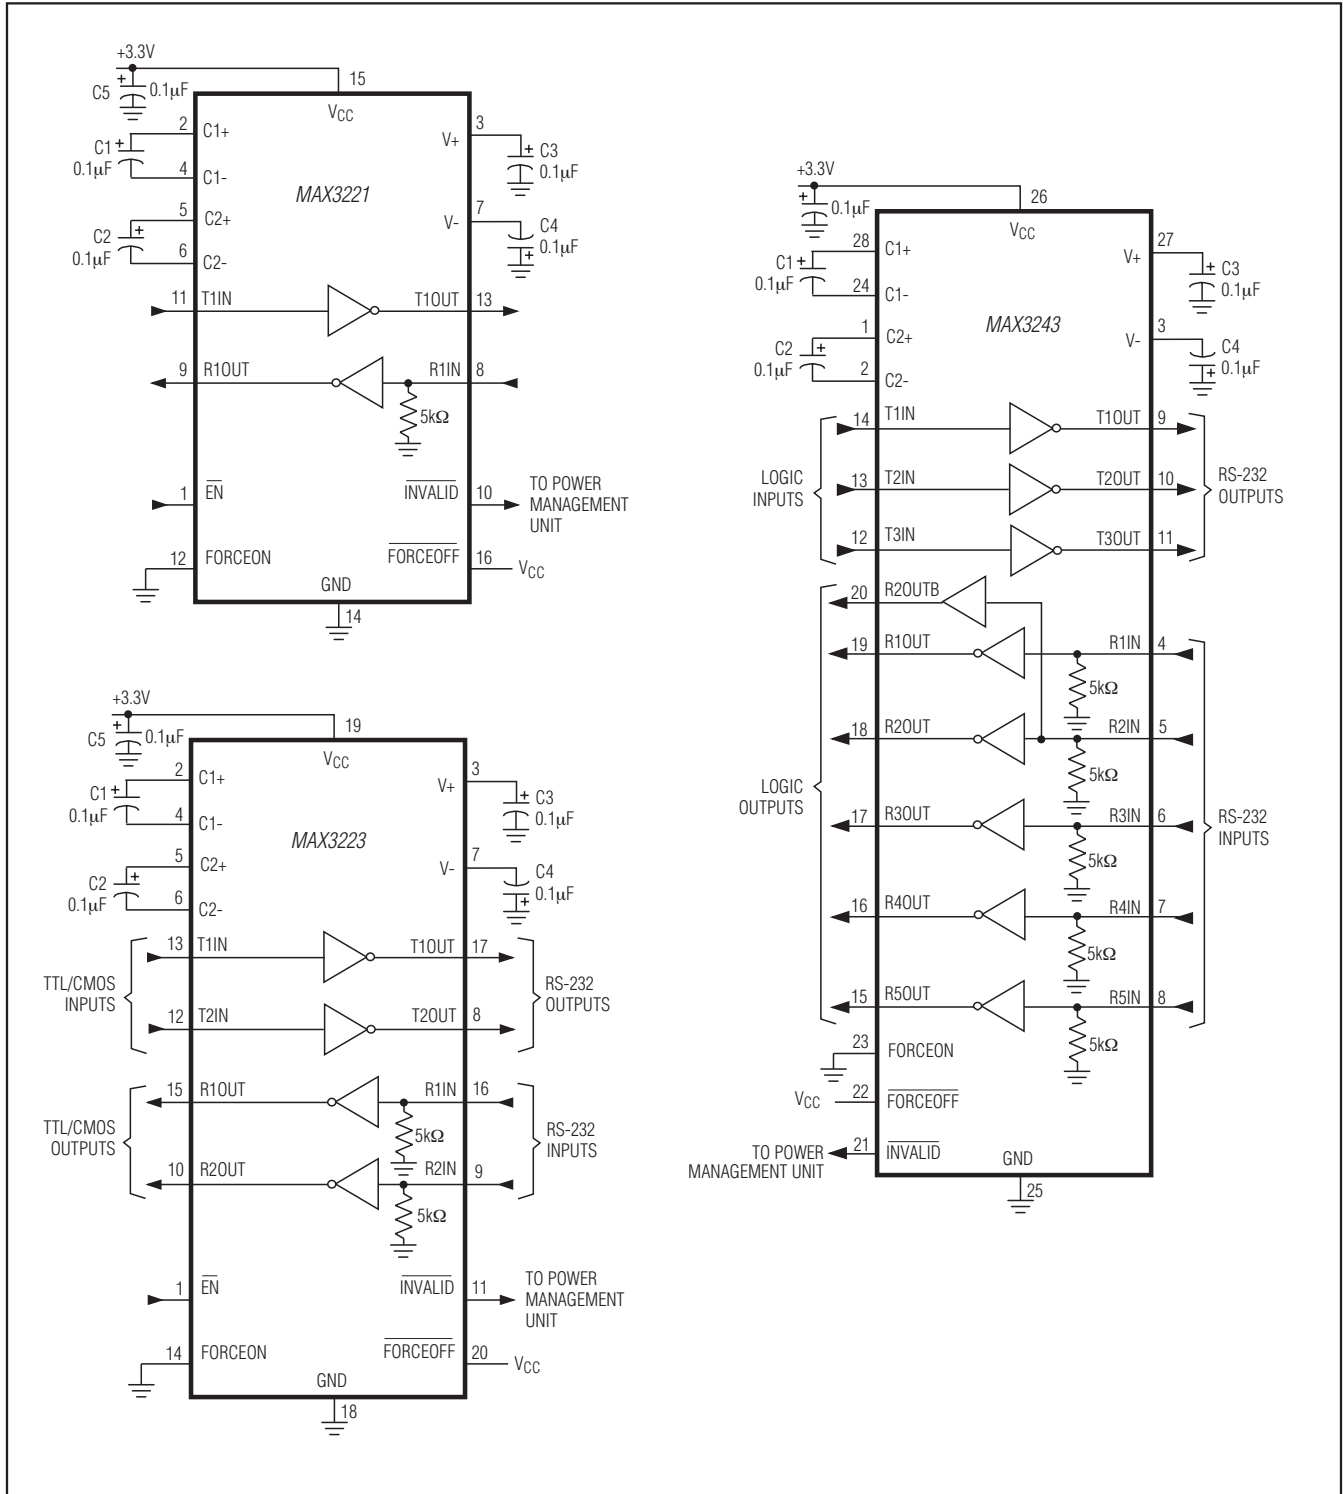 +3.3V
C5
+
0.1µF
15
VCC
2
C1+
C1
+
0.1µF
4
C1-
5
C2+
C2
+
0.1µF
6
C2-
3
V+
+
C3
0.1µF
7
V-
C4
0.1µF
+
MAX3221
11
T1IN
T1OUT
13
9
R1OUT
R1IN
8
5kΩ
1
EN
INVALID
10
TO POWER
MANAGEMENT
UNIT
12
FORCEON
FORCEOFF
16
VCC
GND
14
+3.3V
C5
+
0.1µF
19
VCC
2
C1+
C1
+
0.1µF
4
C1-
5
C2+
C2
+
0.1µF
6
C2-
3
V+
+
C3
0.1µF
7
V-
C4
0.1µF
+
MAX3223
TTL/CMOS
INPUTS
13
T1IN
T1OUT
17
12
T2IN
T2OUT
8
RS-232
OUTPUTS
TTL/CMOS
OUTPUTS
15
R1OUT
R1IN
16
5kΩ
10
R2OUT
R2IN
9
5kΩ
RS-232
INPUTS
1
EN
INVALID
11
TO POWER
MANAGEMENT
UNIT
14
FORCEON
FORCEOFF
20
VCC
GND
18
+3.3V
+
0.1µF
26
VCC
28
C1+
C1
+
0.1µF
24
C1-
1
C2+
C2
+
0.1µF
2
C2-
27
V+
+
C3
0.1µF
3
V-
C4
0.1µF
+
MAX3243
LOGIC
INPUTS
14
T1IN
T1OUT
9
13
T2IN
T2OUT
10
12
T3IN
T3OUT
11
RS-232
OUTPUTS
LOGIC
OUTPUTS
20
R2OUTB
19
R1OUT
R1IN
4
5kΩ
18
R2OUT
R2IN
5
5kΩ
17
R3OUT
R3IN
6
5kΩ
16
R4OUT
R4IN
7
5kΩ
15
R5OUT
R5IN
8
5kΩ
RS-232
INPUTS
23
FORCEON
VCC
22
FORCEOFF
TO POWER
MANAGEMENT UNIT
21
INVALID
GND
25